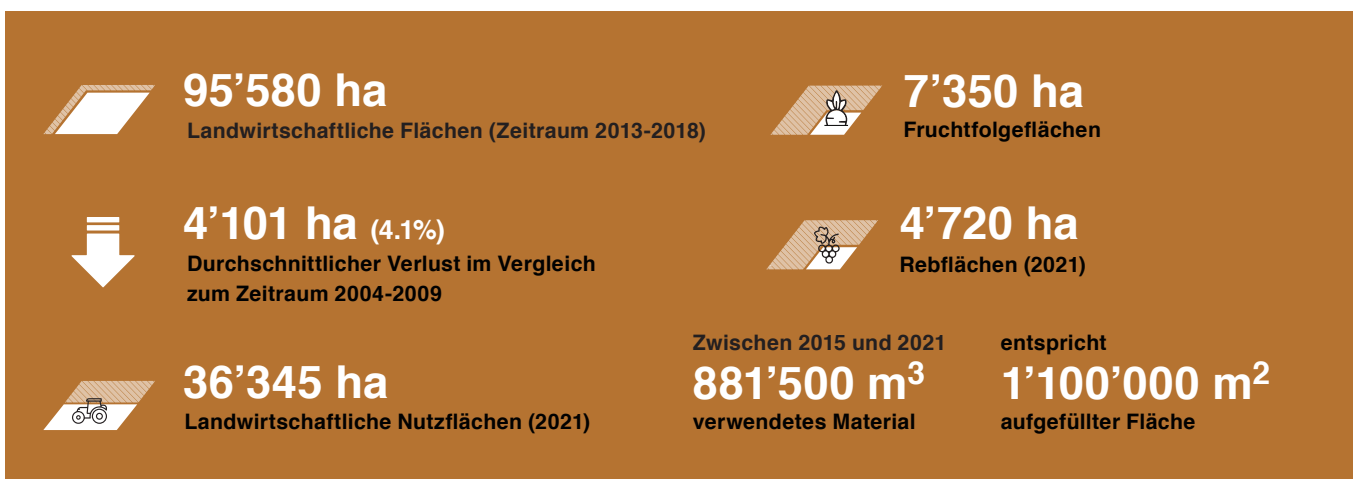 95’580 ha
Landwirtschaftliche Flächen (Zeitraum 2013-2018)
4’101 ha (4.1%)
Durchschnittlicher Verlust im Vergleich
zum Zeitraum 2004-2009
36’345 ha
Landwirtschaftliche Nutzflächen (2021)
7’350 ha
Fruchtfolgeflächen
4’720 ha
Rebflächen (2021)
Zwischen 2015 und 2021
881’500 m³
verwendetes Material
entspricht
1’100’000 m²
aufgefüllter Fläche